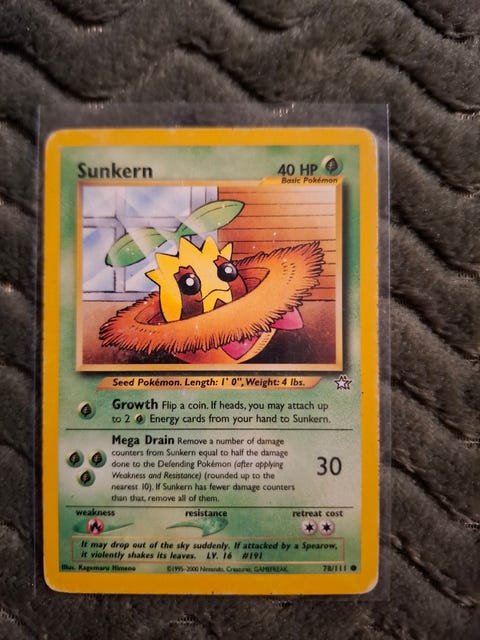 Sunkern 40 HP
Basic Pokémon
Seed Pokémon. Length: 1' 0", Weight: 4 lbs.
Growth Flip a coin. If heads, you may attach up
to 2 Energy cards from your hand to Sunkern.
Mega Drain Remove a number of damage
counters from Sunkern equal to half the damage
done to the Defending Pokémon (after applying
Weakness and Resistance) (rounded up to the
nearest 10). If Sunkern has fewer damage counters
than that, remove all of them.
30
weakness resistance retreat cost
It may drop out of the sky suddenly. If attacked by a Spearow,
it violently shakes its leaves. LV. 16 #191
Illus. Kagemaru Himeno ©1995-2000 Nintendo, Creatures, GAMEFREAK. 78/111